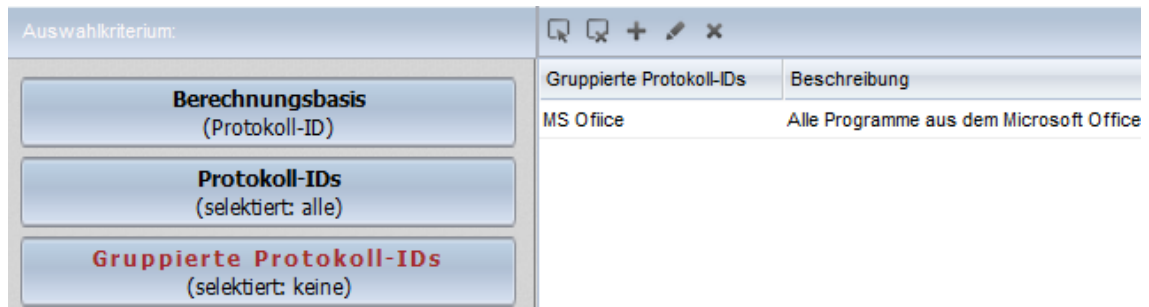 Auswahlkriterium:
Berechnungsbasis
(Protokoll-ID)
Protokoll-IDs
(selektiert: alle)
Gruppierte Protokoll-IDs
(selektiert: keine)
Gruppierte Protokoll-IDs Beschreibung
MS Ofiice Alle Programme aus dem Microsoft Office